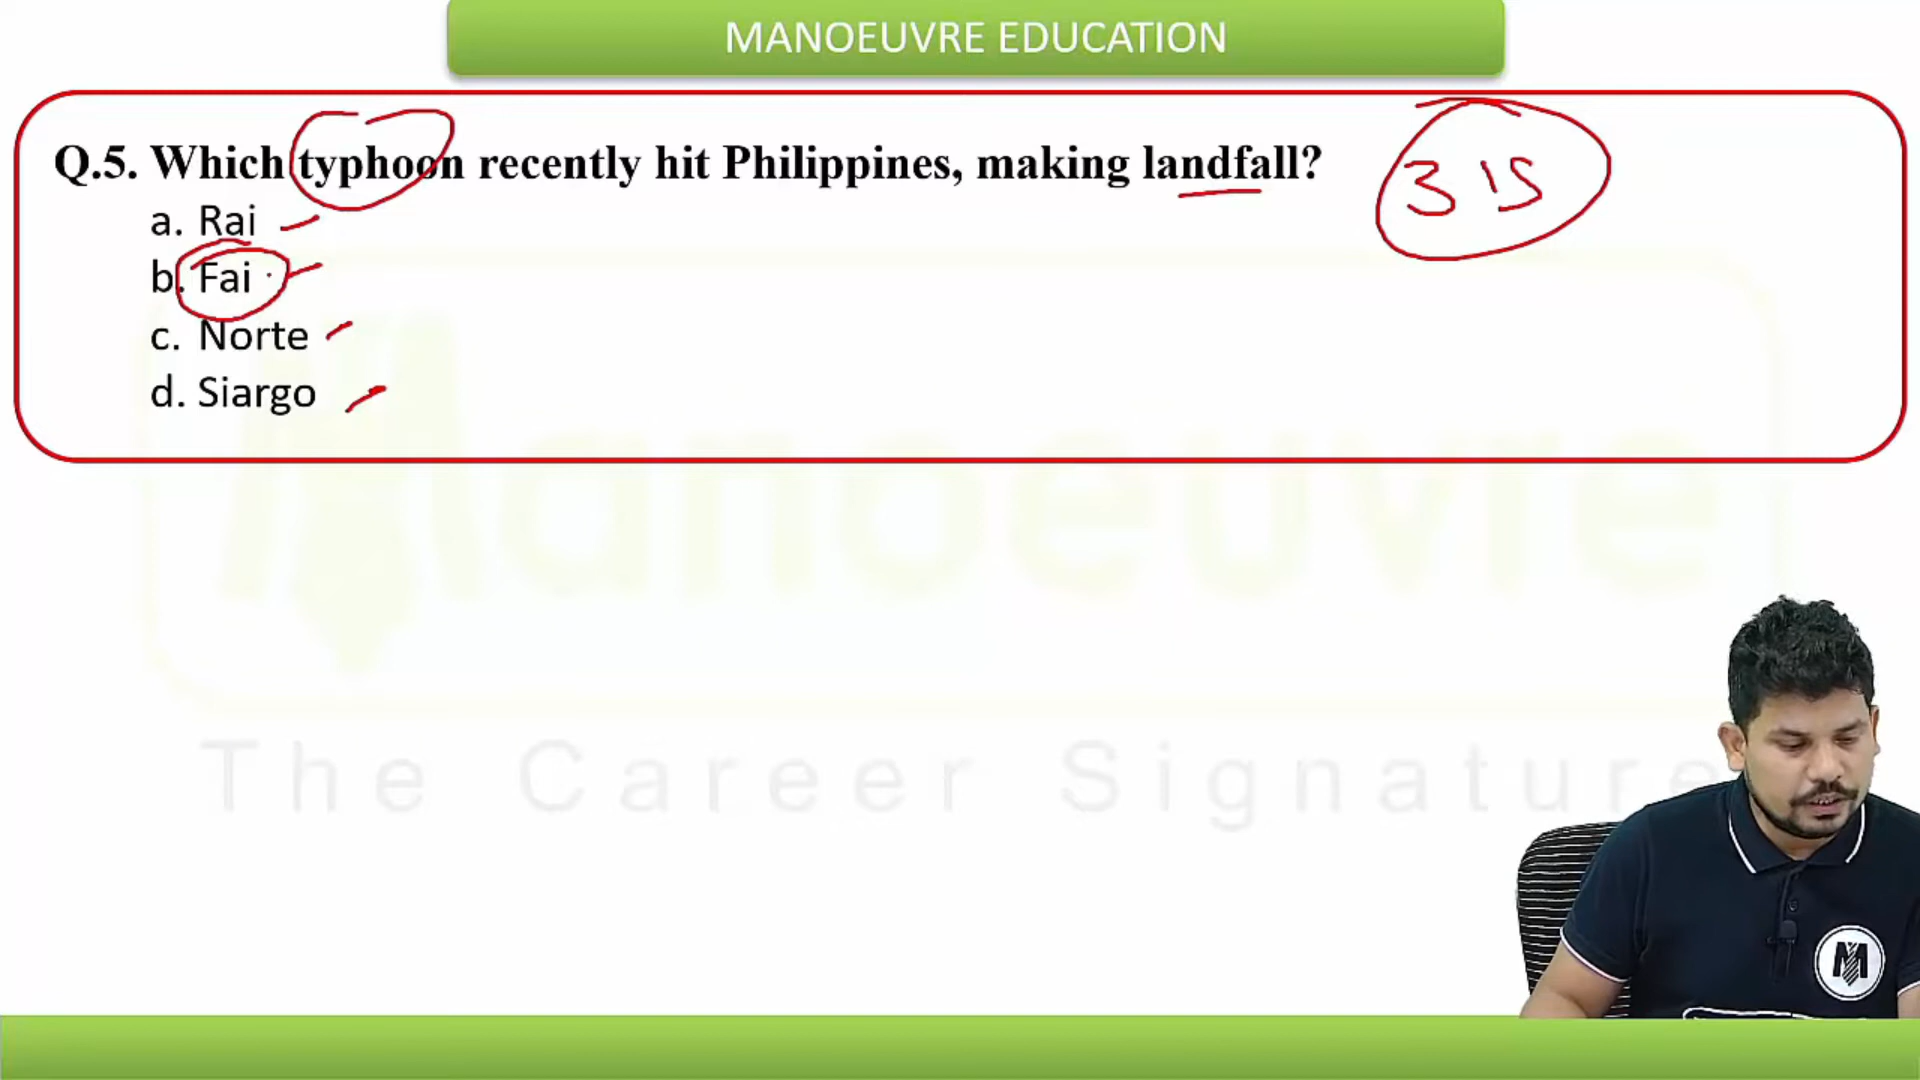 MANOEUVRE EDUCATION
Q.5. Which typhoon recently hit Philippines, making landfall?
315
a. Rai
b. Fai
c. Norte
d. Siargo
Manoeuvre
The Career Signature
M